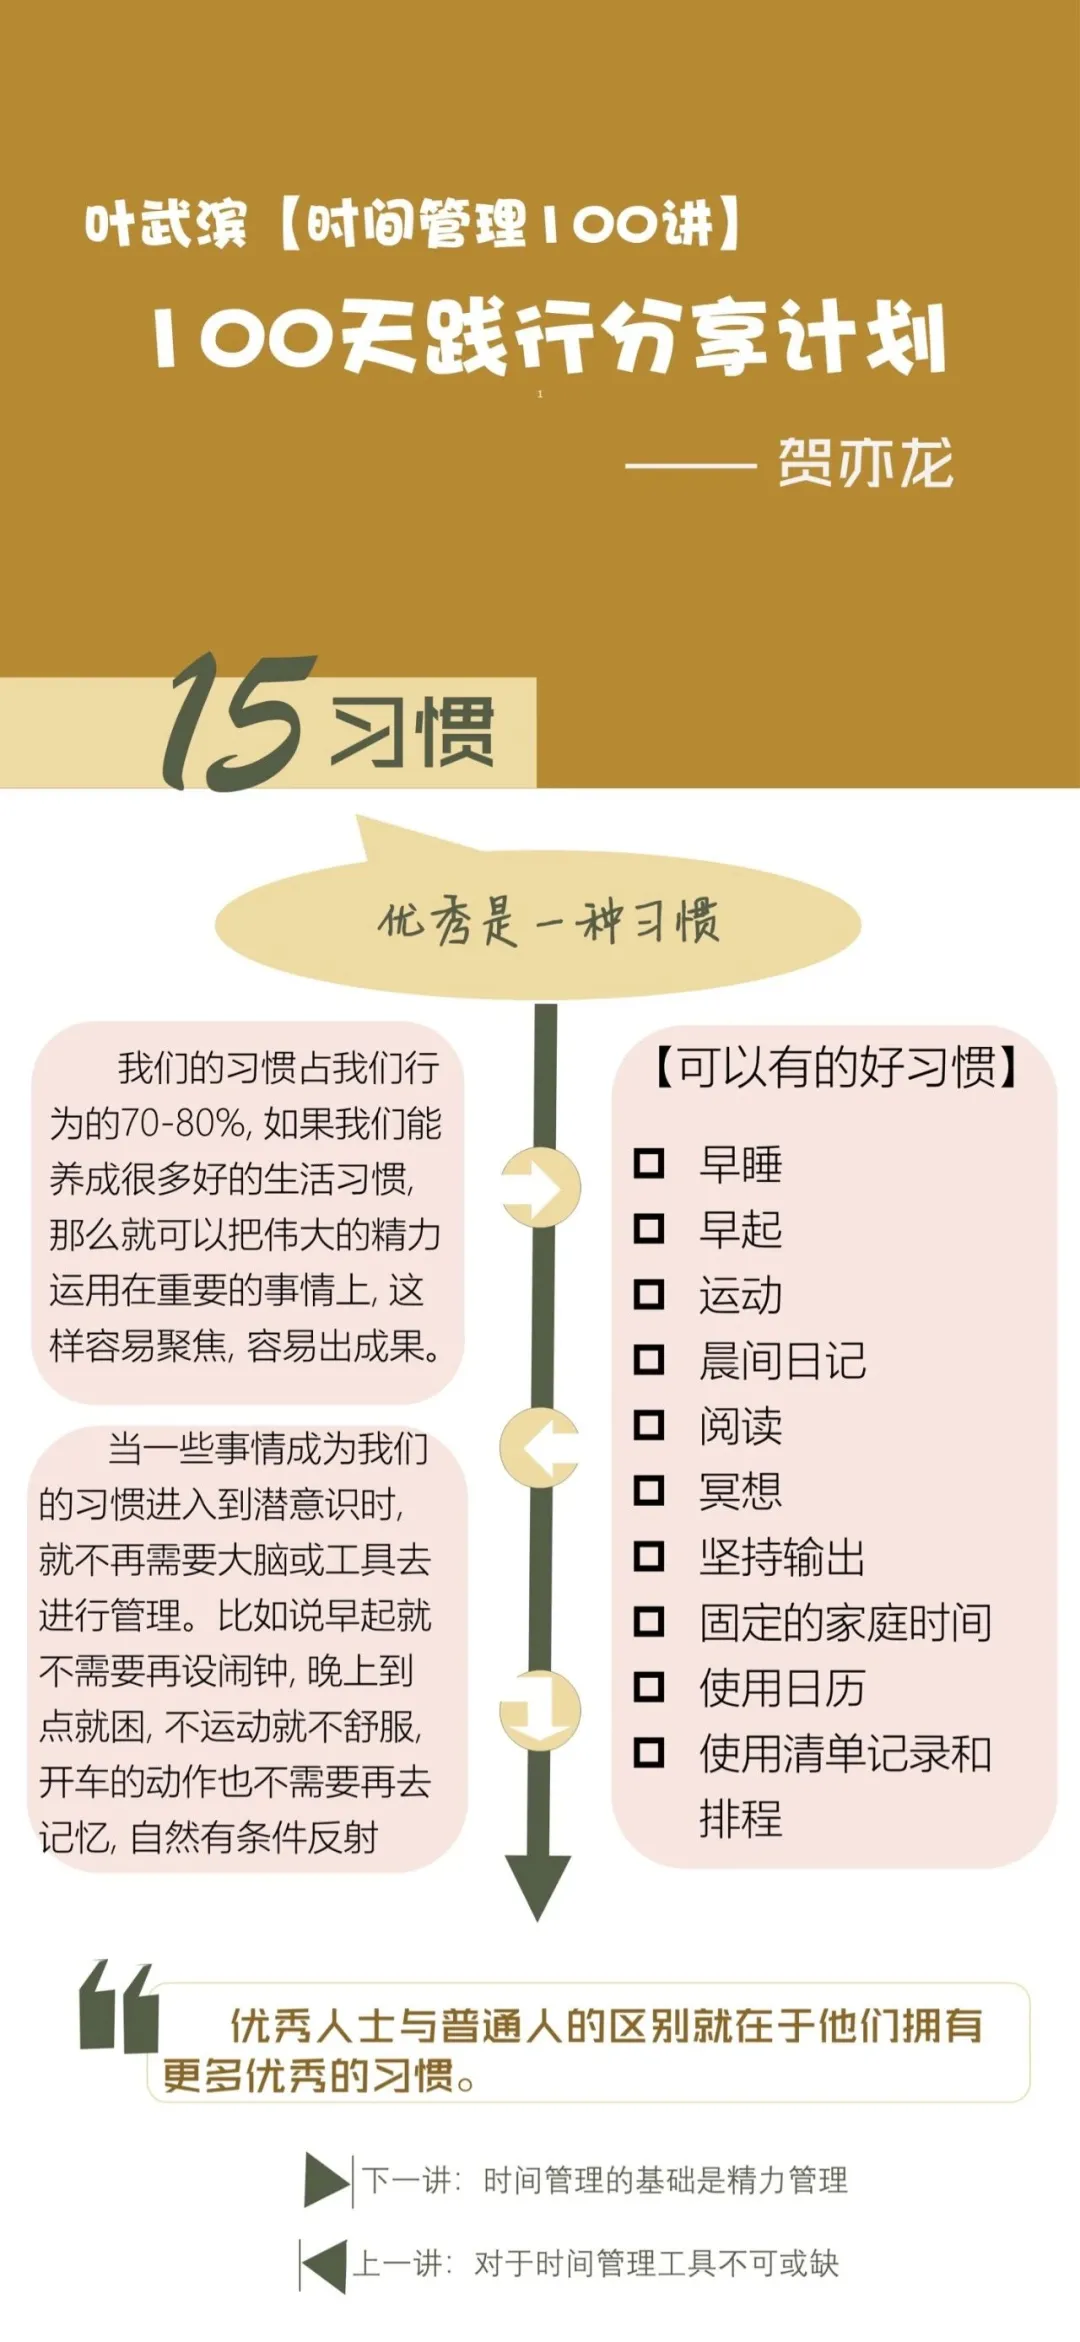 叶武滨【时间管理100讲】
100天践行分享计划
1
—— 贺亦龙
15 习惯
优秀是一种习惯
我们的习惯占我们行
为的70-80%, 如果我们能
养成很多好的生活习惯,
那么就可以把伟大的精力
运用在重要的事情上, 这
样容易聚焦, 容易出成果。
当一些事情成为我们
的习惯进入到潜意识时,
就不再需要大脑或工具去
进行管理。比如说早起就
不需要再设闹钟, 晚上到
点就困, 不运动就不舒服,
开车的动作也不需要再去
记忆, 自然有条件反射
【可以有的好习惯】
早睡
早起
运动
晨间日记
阅读
冥想
坚持输出
固定的家庭时间
使用日历
使用清单记录和
排程
优秀人士与普通人的区别就在于他们拥有
更多优秀的习惯。
下一讲：时间管理的基础是精力管理
上一讲：对于时间管理工具不可或缺